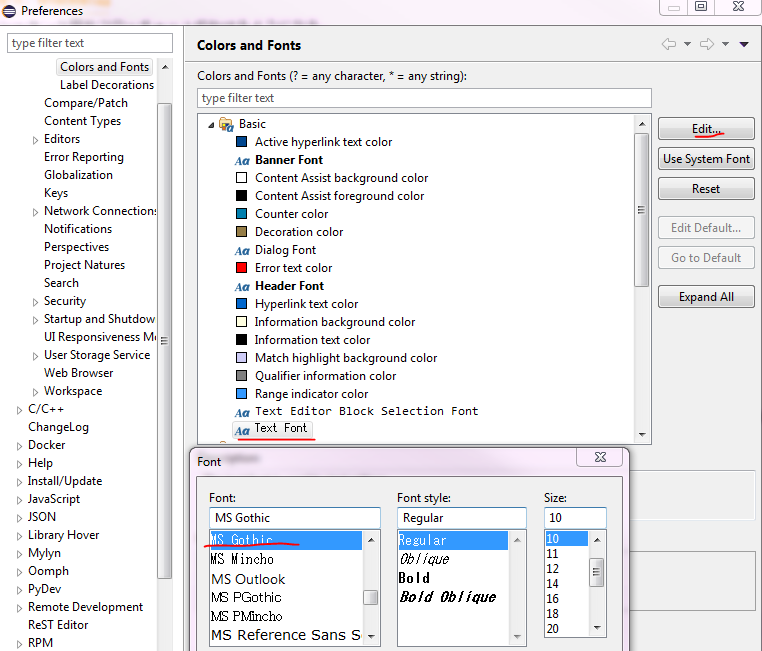 Preferences
type filter text
Colors and Fonts
Label Decorations
Compare/Patch
Content Types
Editors
Error Reporting
Globalization
Keys
Network Connections
Notifications
Perspectives
Project Natures
Search
Security
Startup and Shutdow
UI Responsiveness M
User Storage Service
Web Browser
Workspace
C/C++
ChangeLog
Docker
Help
Install/Update
JavaScript
JSON
Library Hover
Mylyn
Oomph
PyDev
Remote Development
ReST Editor
RPM
Colors and Fonts
Colors and Fonts (? = any character, * = any string):
type filter text
Basic
Active hyperlink text color
Aa Banner Font
Content Assist background color
Content Assist foreground color
Counter color
Decoration color
Aa Dialog Font
Error text color
Aa Header Font
Hyperlink text color
Information background color
Information text color
Match highlight background color
Qualifier information color
Range indicator color
Aa Text Editor Block Selection Font
Aa Text Font
Edit...
Use System Font
Reset
Edit Default...
Go to Default
Expand All
Font
Font:
MS Gothic
MS Gothic
MS Mincho
MS Outlook
MS PGothic
MS PMincho
MS Reference Sans S
Font style:
Regular
Regular
Oblique
Bold
Bold Oblique
Size:
10
10
11
12
14
16
18
20